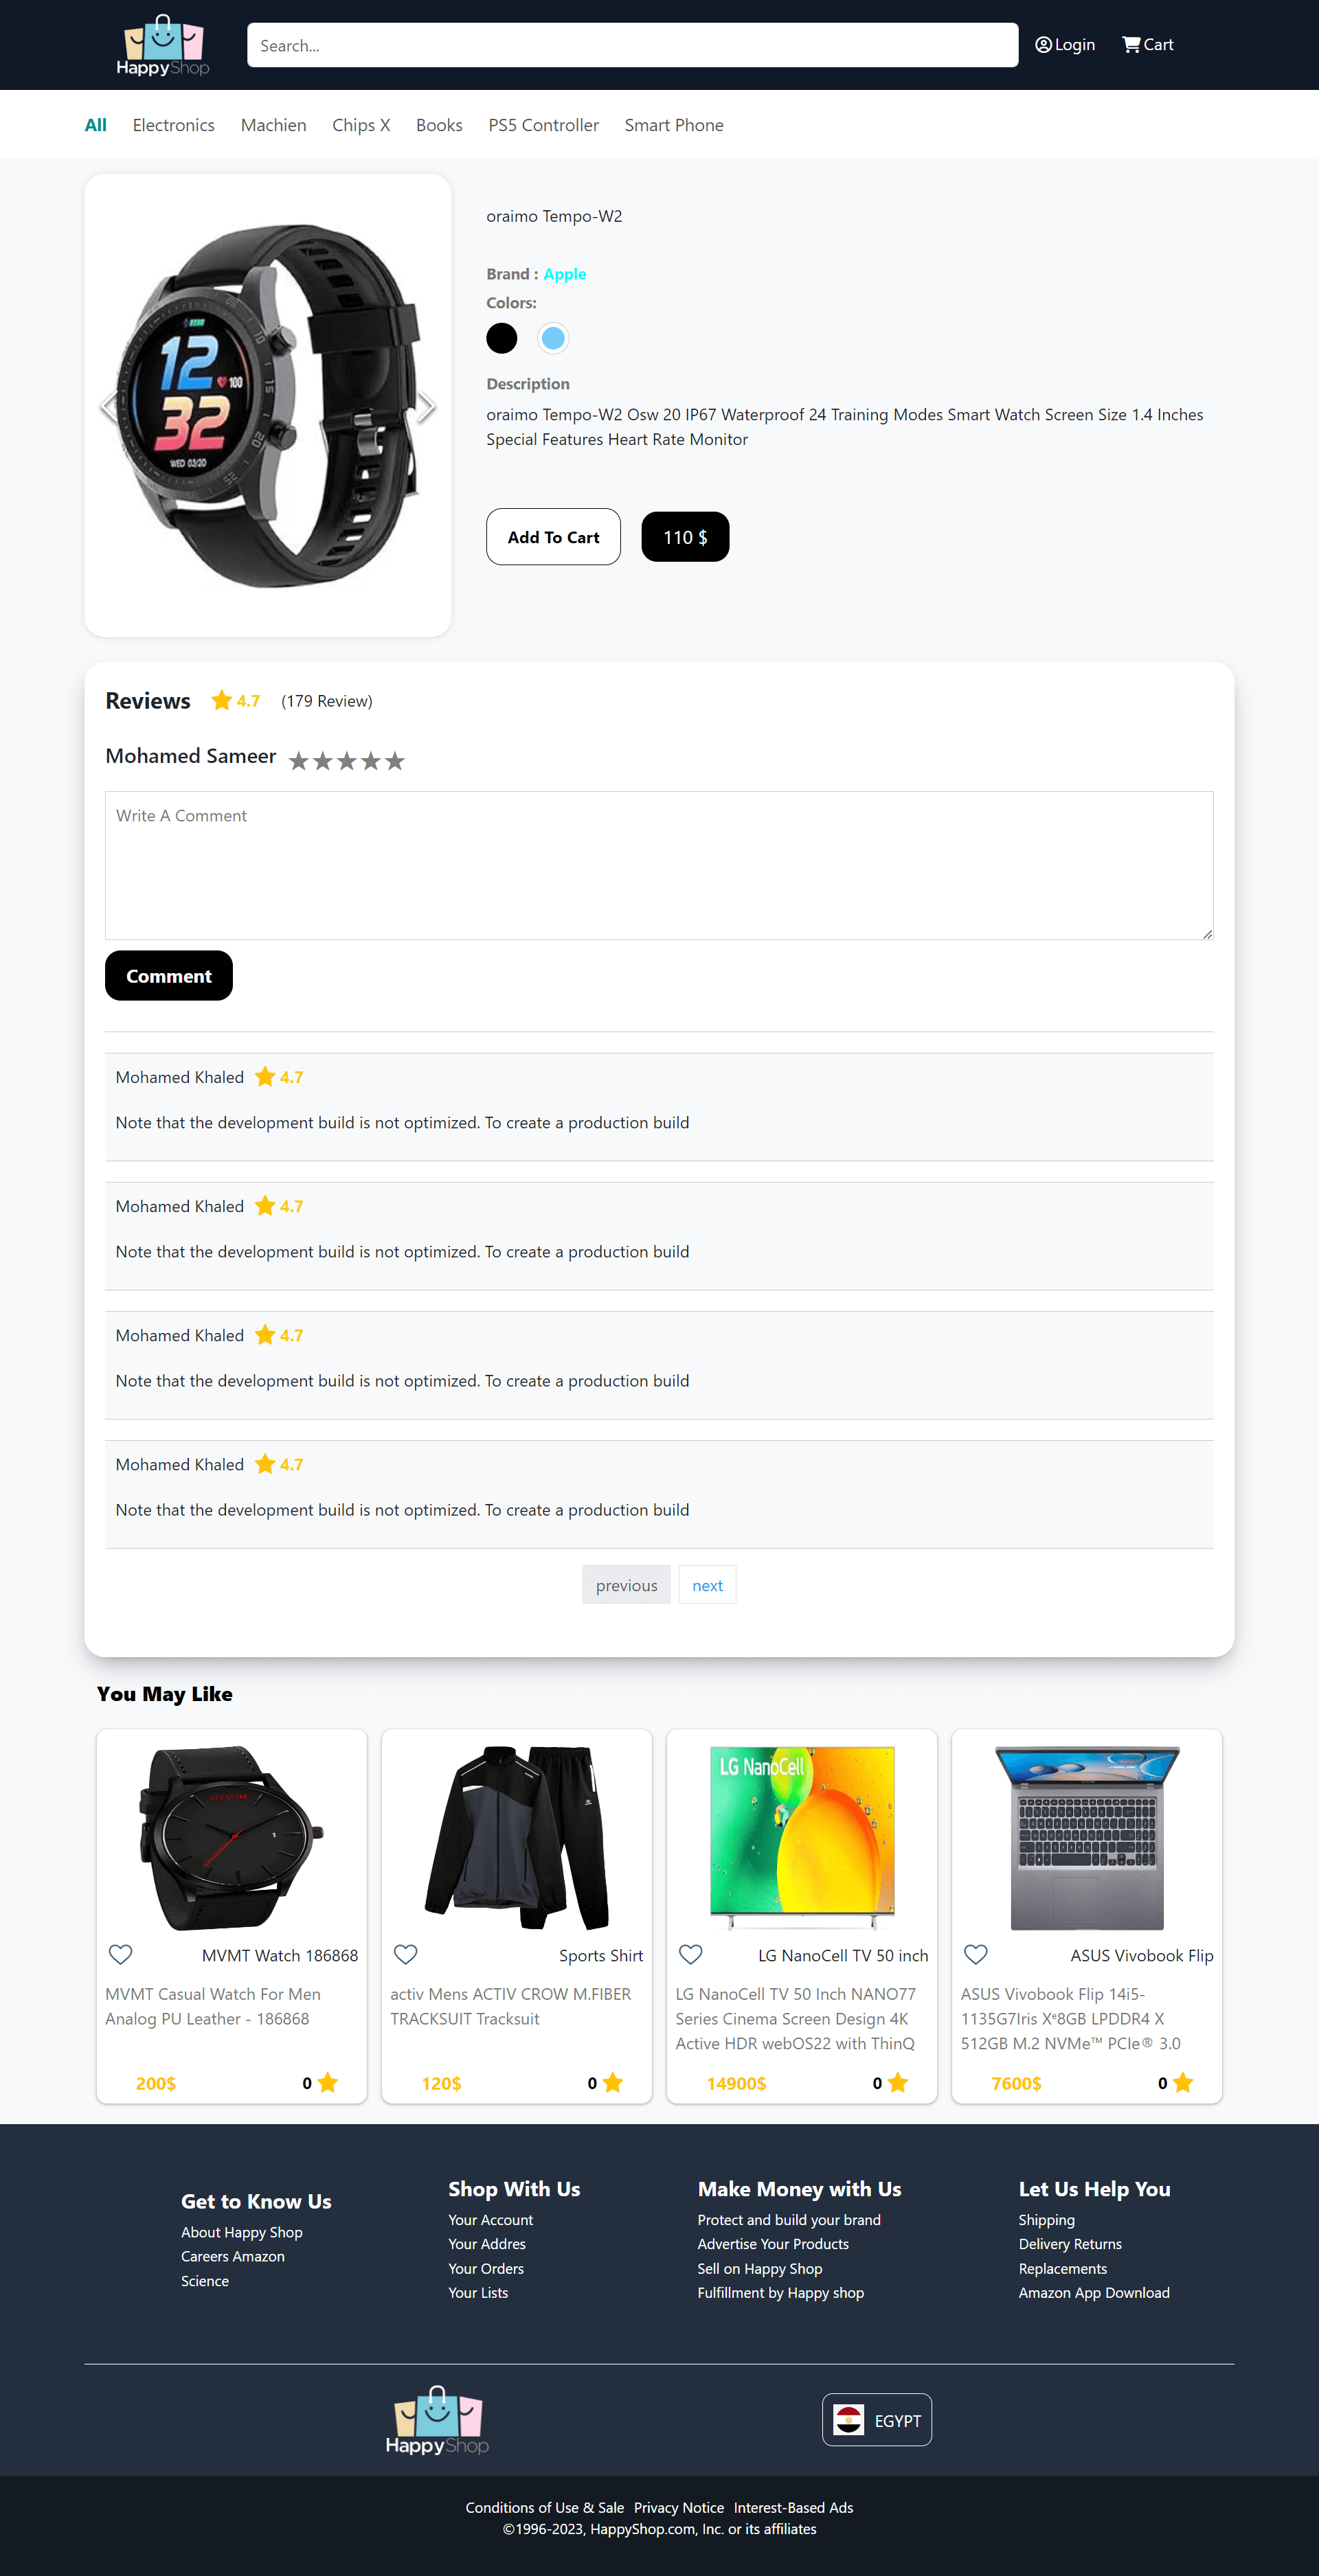 HappyShop
Search...
Login
Cart
All
Electronics
Machien
Chips X
Books
PS5 Controller
Smart Phone
oraimo Tempo-W2
Brand : Apple
Colors:
12
100
32
WED 03/20
Description
oraimo Tempo-W2 Osw 20 IP67 Waterproof 24 Training Modes Smart Watch Screen Size 1.4 Inches
Special Features Heart Rate Monitor
Add To Cart
110 $
Reviews
4.7
(179 Review)
Mohamed Sameer
Write A Comment
Comment
Mohamed Khaled
4.7
Note that the development build is not optimized. To create a production build
Mohamed Khaled
4.7
Note that the development build is not optimized. To create a production build
Mohamed Khaled
4.7
Note that the development build is not optimized. To create a production build
Mohamed Khaled
4.7
Note that the development build is not optimized. To create a production build
previous
next
You May Like
MVMT
1
MVMT Watch 186868
MVMT Casual Watch For Men
Analog PU Leather - 186868
200$
0
Sports Shirt
activ Mens ACTIV CROW M.FIBER
TRACKSUIT Tracksuit
120$
0
LG NanoCell
LG NanoCell TV 50 inch
LG NanoCell TV 50 Inch NANO77
Series Cinema Screen Design 4K
Active HDR webOS22 with ThinQ
14900$
0
ASUS Vivobook Flip
ASUS Vivobook Flip 14i5-
1135G7Iris Xᵉ8GB LPDDR4 X
512GB M.2 NVMe™ PCIe® 3.0
7600$
0
Get to Know Us
About Happy Shop
Careers Amazon
Science
Shop With Us
Your Account
Your Addres
Your Orders
Your Lists
Make Money with Us
Protect and build your brand
Advertise Your Products
Sell on Happy Shop
Fulfillment by Happy shop
Let Us Help You
Shipping
Delivery Returns
Replacements
Amazon App Download
HappyShop
EGYPT
Conditions of Use & Sale
Privacy Notice
Interest-Based Ads
©1996-2023, HappyShop.com, Inc. or its affiliates